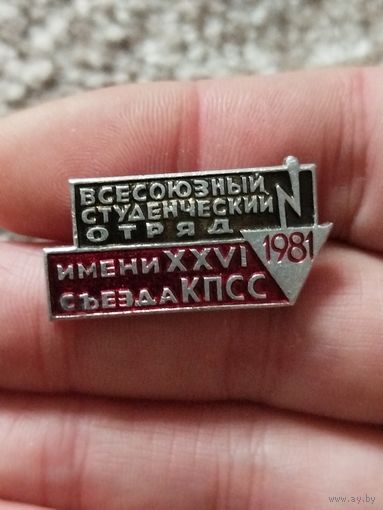 ВСЕСОЮЗНЫЙ
СТУДЕНЧЕСКИЙ
ОТРЯД
ИМЕНИ XXVI 1981
СЪЕЗДА КПСС
www.ay.by